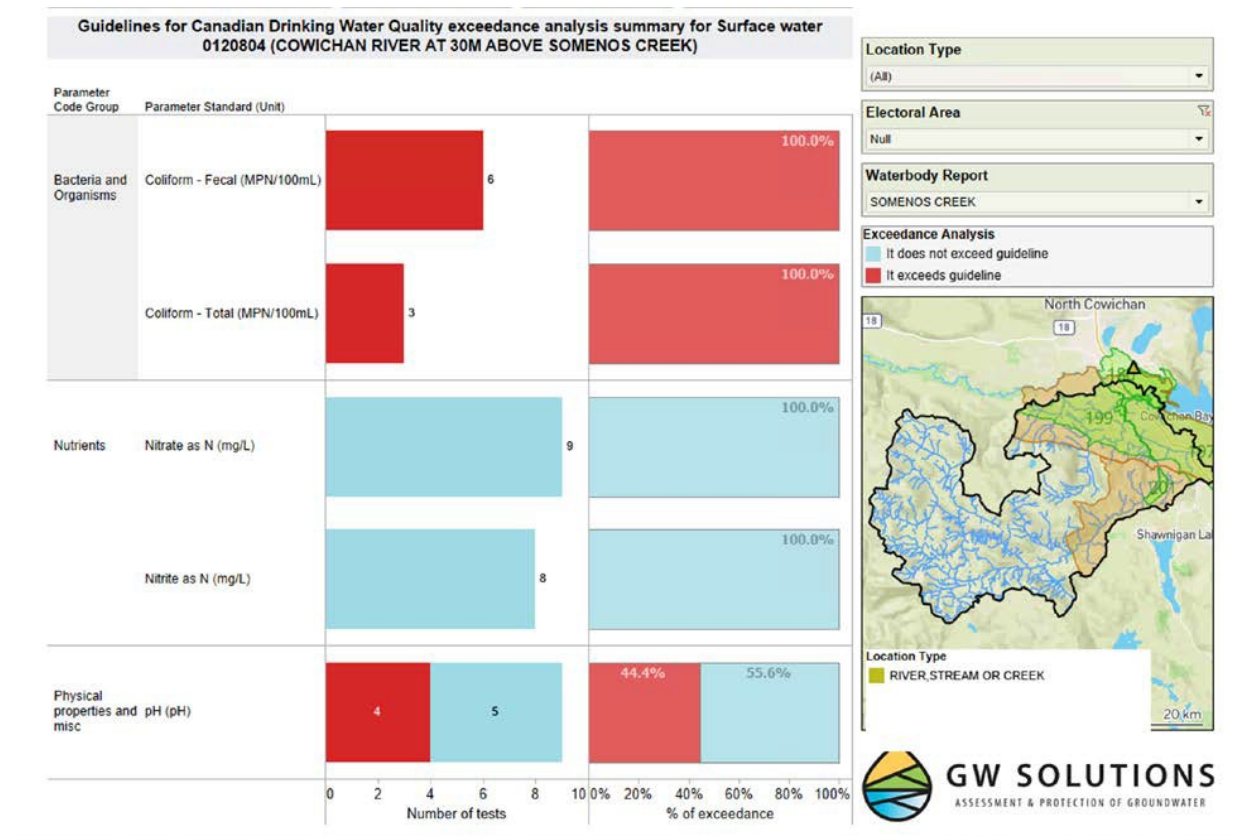 Guidelines for Canadian Drinking Water Quality exceedance analysis summary for Surface water
0120804 (COWICHAN RIVER AT 30M ABOVE SOMENOS CREEK)
Parameter
Code Group
Parameter Standard (Unit)
Bacteria and
Organisms
Coliform - Fecal (MPN/100mL)
6
100.0%
Coliform - Total (MPN/100mL)
3
100.0%
Nutrients
Nitrate as N (mg/L)
9
100.0%
Nitrite as N (mg/L)
8
100.0%
Physical
properties and
misc
pH (pH)
4
5
44.4%
55.6%
0 2 4 6 8 10
Number of tests
0% 20% 40% 60% 80% 100%
% of exceedance
Location Type
(All)
Electoral Area
Null
Waterbody Report
SOMENOS CREEK
Exceedance Analysis
It does not exceed guideline
It exceeds guideline
North Cowichan
18
18
199
Bay
201
Shawnigan La
Location Type
RIVER,STREAM OR CREEK
20 km
GW SOLUTIONS
ASSESSMENT & PROTECTION OF GROUNDWATER